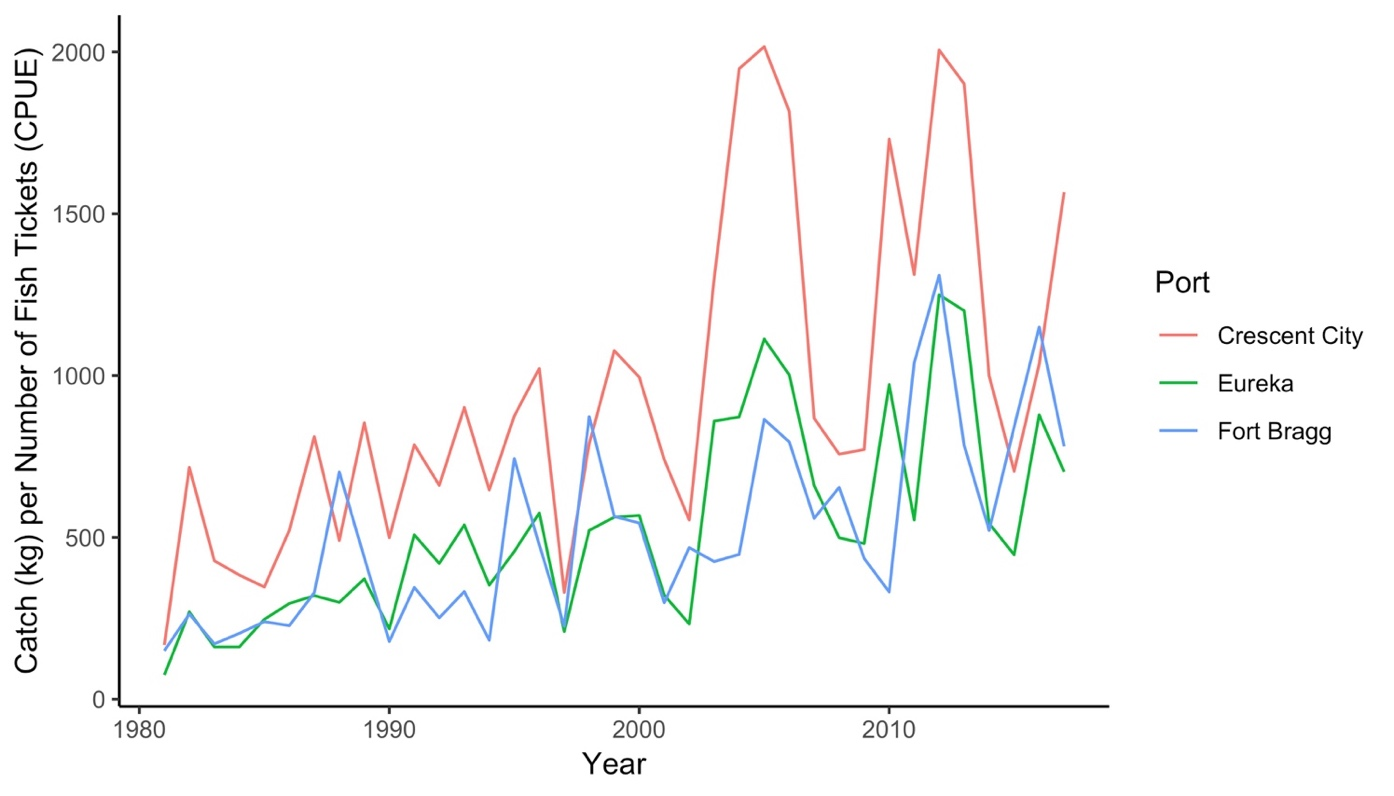 Catch (kg) per Number of Fish Tickets (CPUE)
2000
1500
1000
500
0
1980 1990 2000 2010
Year
Port
Crescent City
Eureka
Fort Bragg